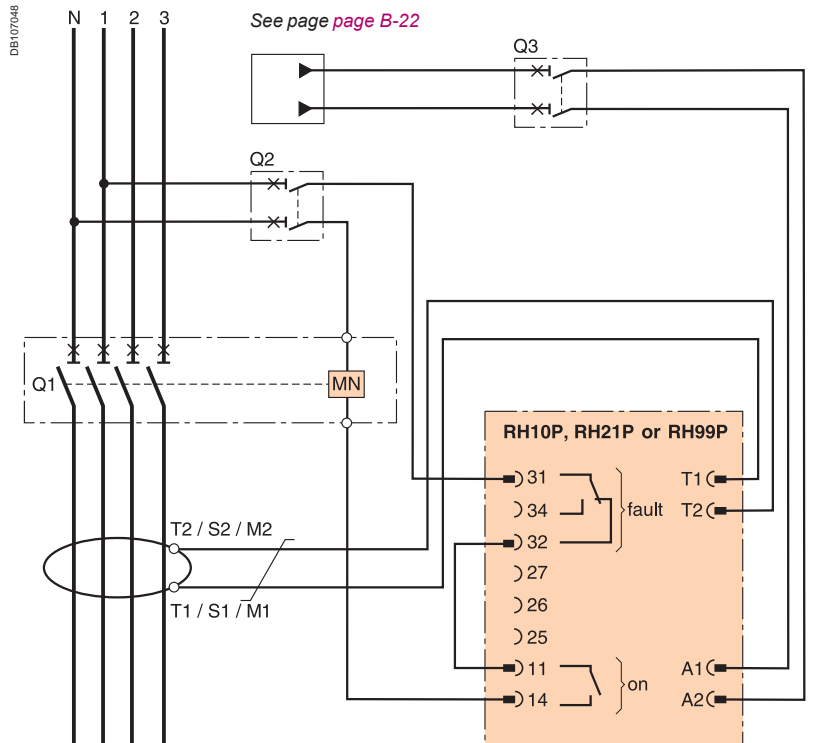 DB107048
N 1 2 3
See page page B-22
Q3
Q2
Q1
MN
RH10P, RH21P or RH99P
31 T1
34 fault T2
32
27
26
25
11 A1
on
14 A2
T2 / S2 / M2
T1 / S1 / M1